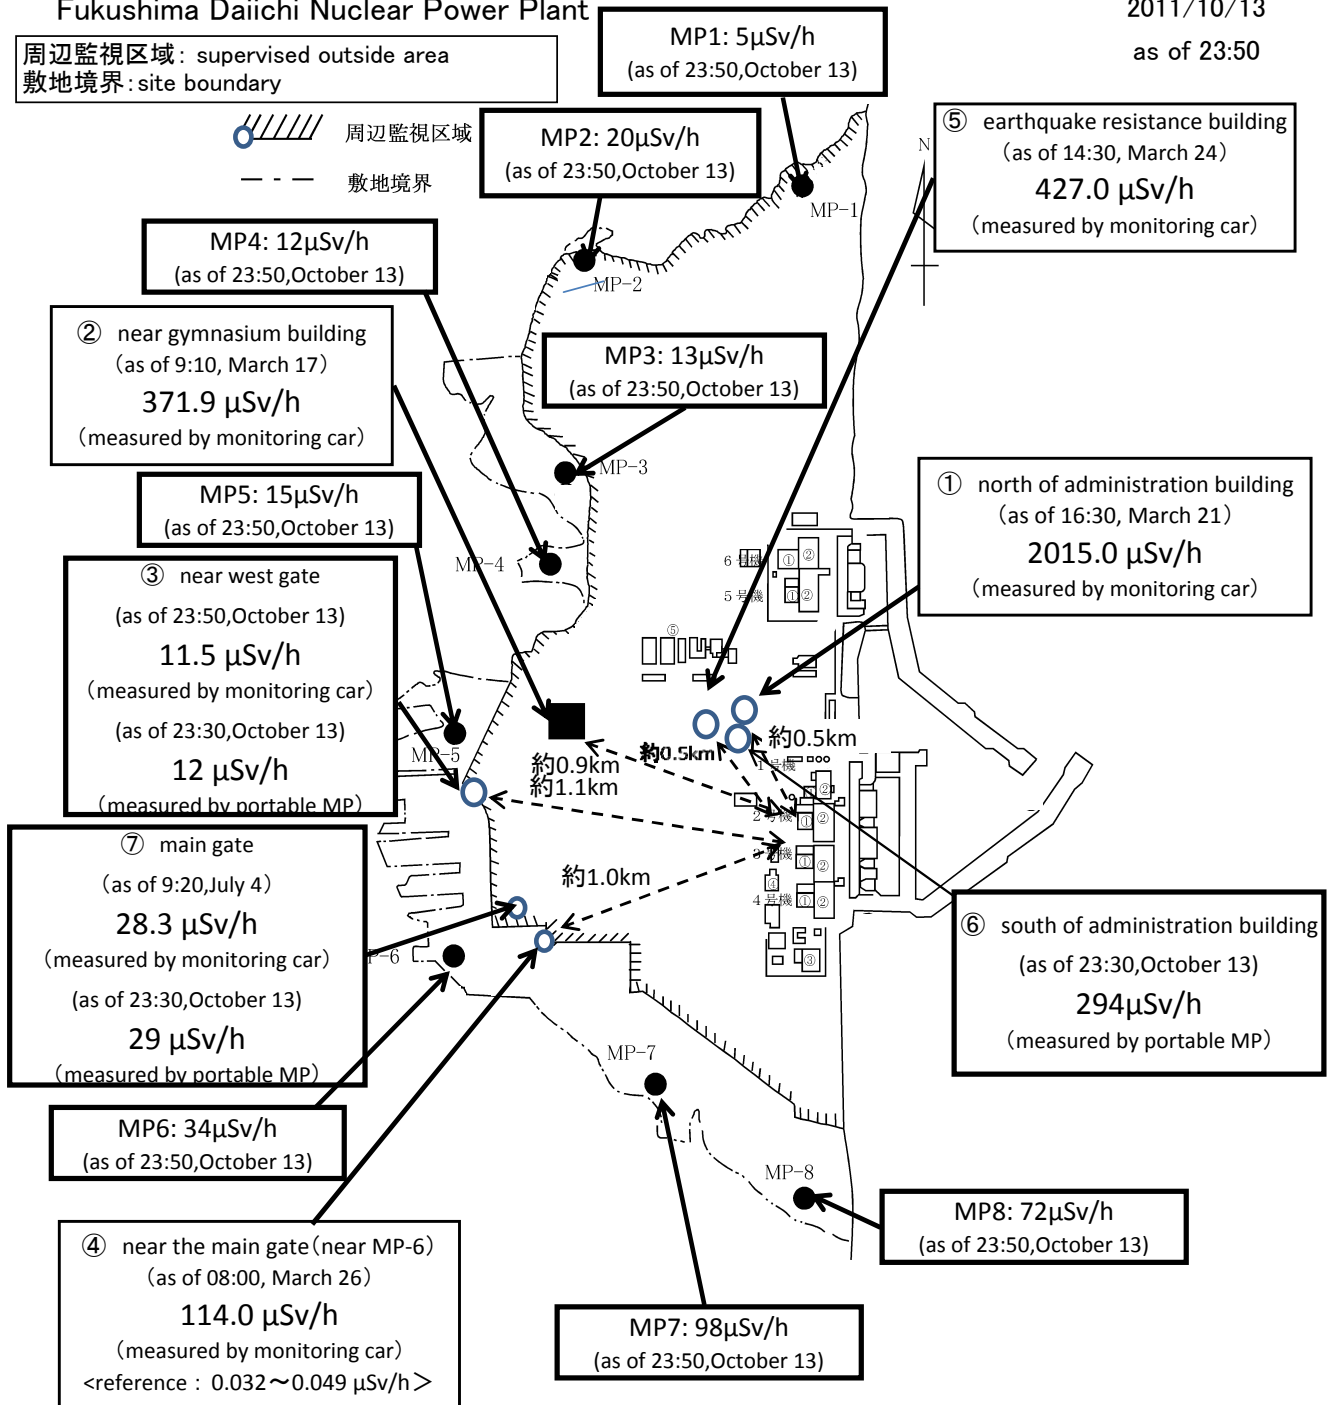 Fukushima Daiichi Nuclear Power Plant
2011/10/13
as of 23:50
周辺監視区域: supervised outside area
敷地境界:site boundary
周辺監視区域
敷地境界
MP1: 5μSv/h
(as of 23:50,October 13)
MP2: 20μSv/h
(as of 23:50,October 13)
⑤ earthquake resistance building
(as of 14:30, March 24)
427.0 μSv/h
(measured by monitoring car)
N
MP-1
MP4: 12μSv/h
(as of 23:50,October 13)
MP-2
② near gymnasium building
(as of 9:10, March 17)
371.9 μSv/h
(measured by monitoring car)
MP3: 13μSv/h
(as of 23:50,October 13)
MP-3
MP5: 15μSv/h
(as of 23:50,October 13)
① north of administration building
(as of 16:30, March 21)
2015.0 μSv/h
(measured by monitoring car)
MP-4
③ near west gate
(as of 23:50,October 13)
11.5 μSv/h
(measured by monitoring car)
(as of 23:30,October 13)
12 μSv/h
(measured by portable MP)
6号機
① ②
5号機
① ②
⑤
MP-5
約0.9km
約1.1km
約0.5km
約0.5km
1号機
②
2号機
① ②
3号機
① ②
④
4号機
① ②
③
約1.0km
⑦ main gate
(as of 9:20,July 4)
28.3 μSv/h
(measured by monitoring car)
(as of 23:30,October 13)
29 μSv/h
(measured by portable MP)
P-6
⑥ south of administration building
(as of 23:30,October 13)
294μSv/h
(measured by portable MP)
MP-7
MP6: 34μSv/h
(as of 23:50,October 13)
MP-8
MP8: 72μSv/h
(as of 23:50,October 13)
④ near the main gate(near MP-6)
(as of 08:00, March 26)
114.0 μSv/h
(measured by monitoring car)
<reference : 0.032～0.049 μSv/h＞
MP7: 98μSv/h
(as of 23:50,October 13)